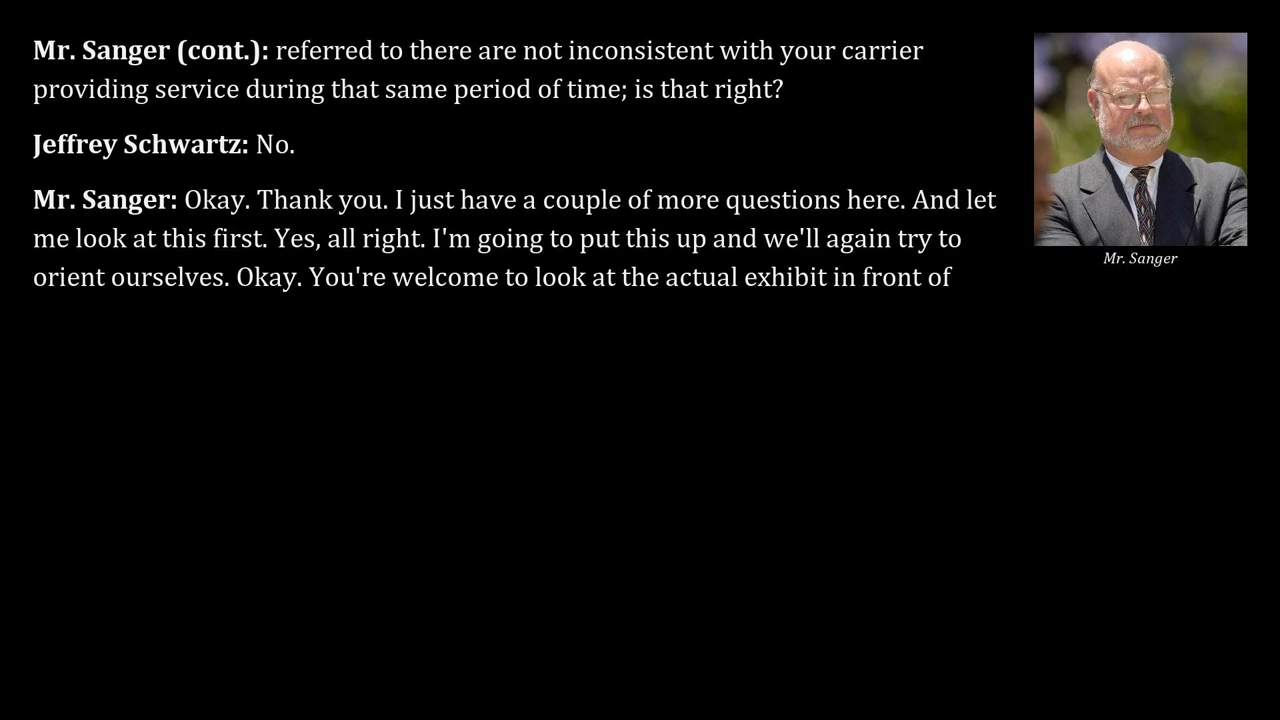 Mr. Sanger (cont.): referred to there are not inconsistent with your carrier
providing service during that same period of time; is that right?
Jeffrey Schwartz: No.
Mr. Sanger: Okay. Thank you. I just have a couple of more questions here. And let
me look at this first. Yes, all right. I'm going to put this up and we'll again try to
orient ourselves. Okay. You're welcome to look at the actual exhibit in front of
Mr. Sanger